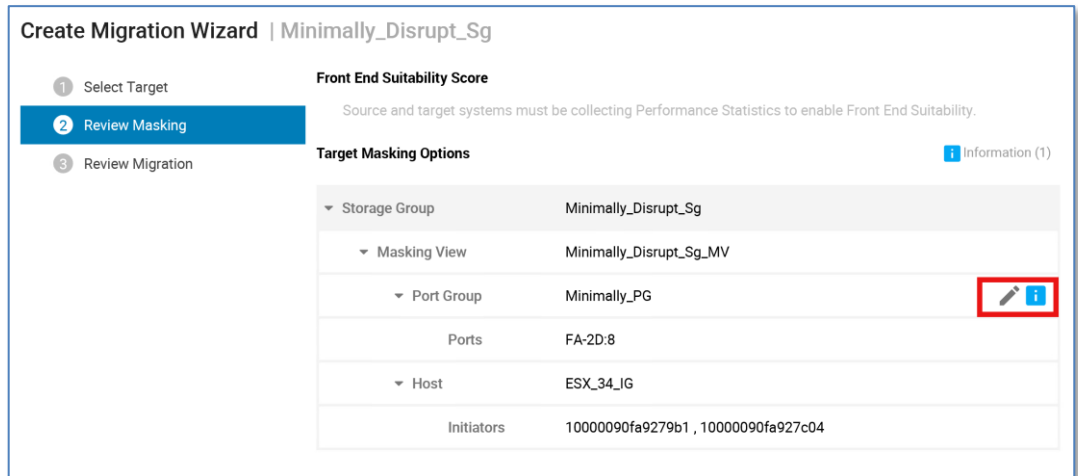 Create Migration Wizard | Minimally_Disrupt_Sg
1 Select Target
2 Review Masking
3 Review Migration
Front End Suitability Score
Source and target systems must be collecting Performance Statistics to enable Front End Suitability.
Target Masking Options
i Information (1)
Storage Group Minimally_Disrupt_Sg
Masking View Minimally_Disrupt_Sg_MV
Port Group Minimally_PG i
Ports FA-2D:8
Host ESX_34_IG
Initiators 10000090fa9279b1 , 10000090fa927c04